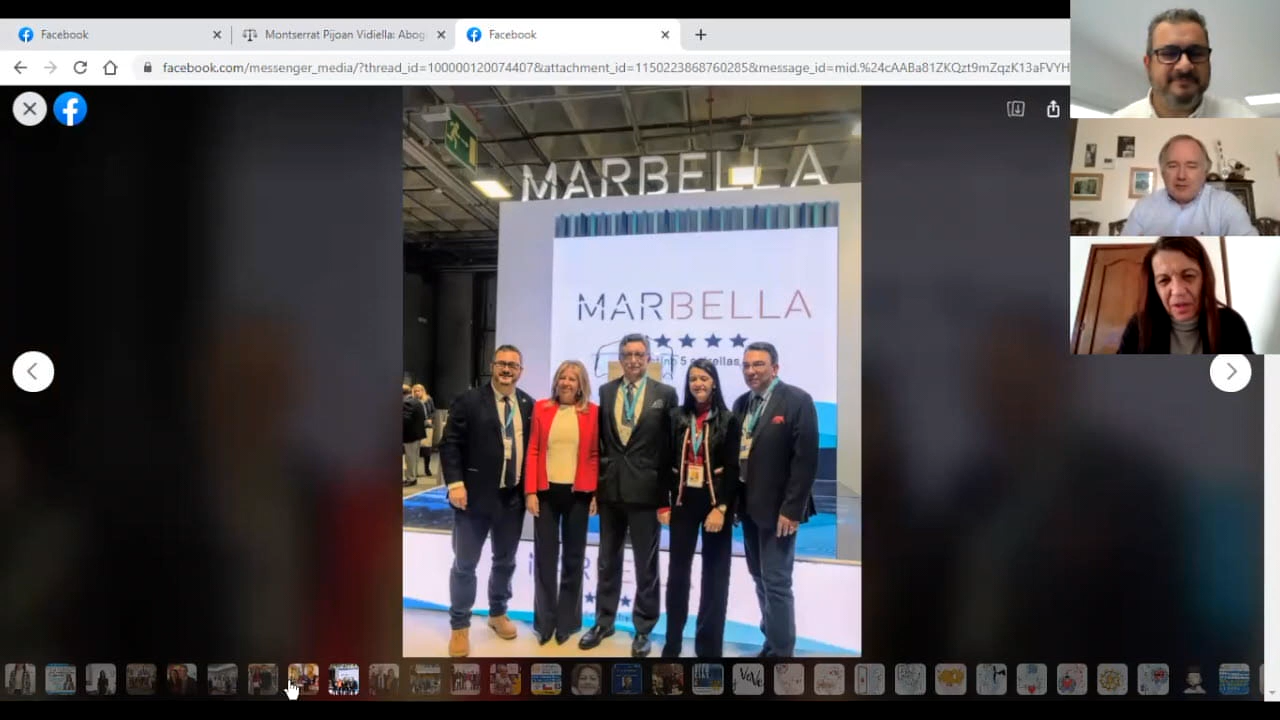 Facebook
Montserrat Pijoan Vidiella: Abog
Facebook
facebook.com/messenger_media/?thread_id=100000120074407&attachment_id=1150223868760285&message_id=mid.%24cAABa81ZKQzt9mZqzK13aFVYH
MARBELLA
MARBELLA
5 estrellas